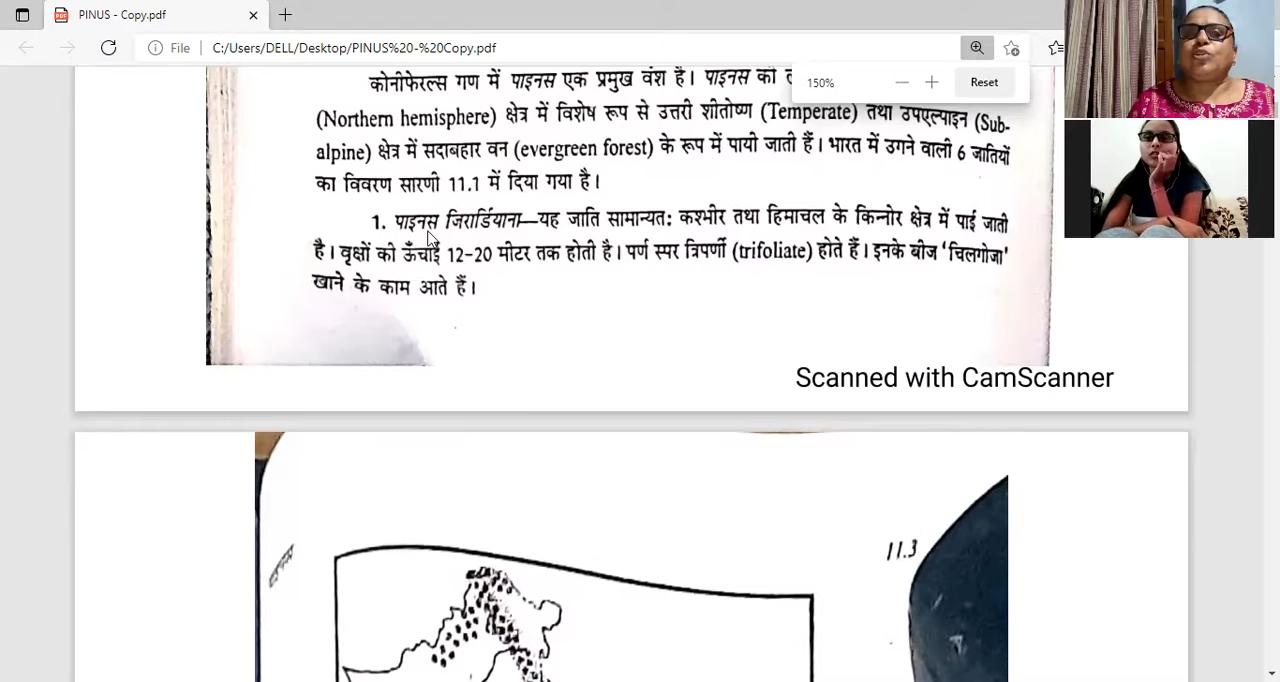 PINUS - Copy.pdf
File C:/Users/DELL/Desktop/PINUS%20-%20Copy.pdf
150% Reset
कोनीफेरल्स गण में पाइनस एक प्रमुख वंश है। पाइनस की
(Northern hemisphere) क्षेत्र में विशेष रूप से उत्तरी शीतोष्ण (Temperate) तथा उपएल्पाइन (Sub-
alpine) क्षेत्र में सदाबहार वन (evergreen forest) के रूप में पायी जाती हैं। भारत में उगने वाली 6 जातियों
का विवरण सारणी 11.1 में दिया गया है।
1. पाइनस जिरार्डियाना—यह जाति सामान्यत: कश्मीर तथा हिमाचल के किन्नोर क्षेत्र में पाई जाती
है। वृक्षों की ऊँचाई 12-20 मीटर तक होती है। पर्ण स्पर त्रिपर्णी (trifoliate) होते हैं। इनके बीज ‘चिलगोजा’
खाने के काम आते हैं।
Scanned with CamScanner
11.3
पाइनस